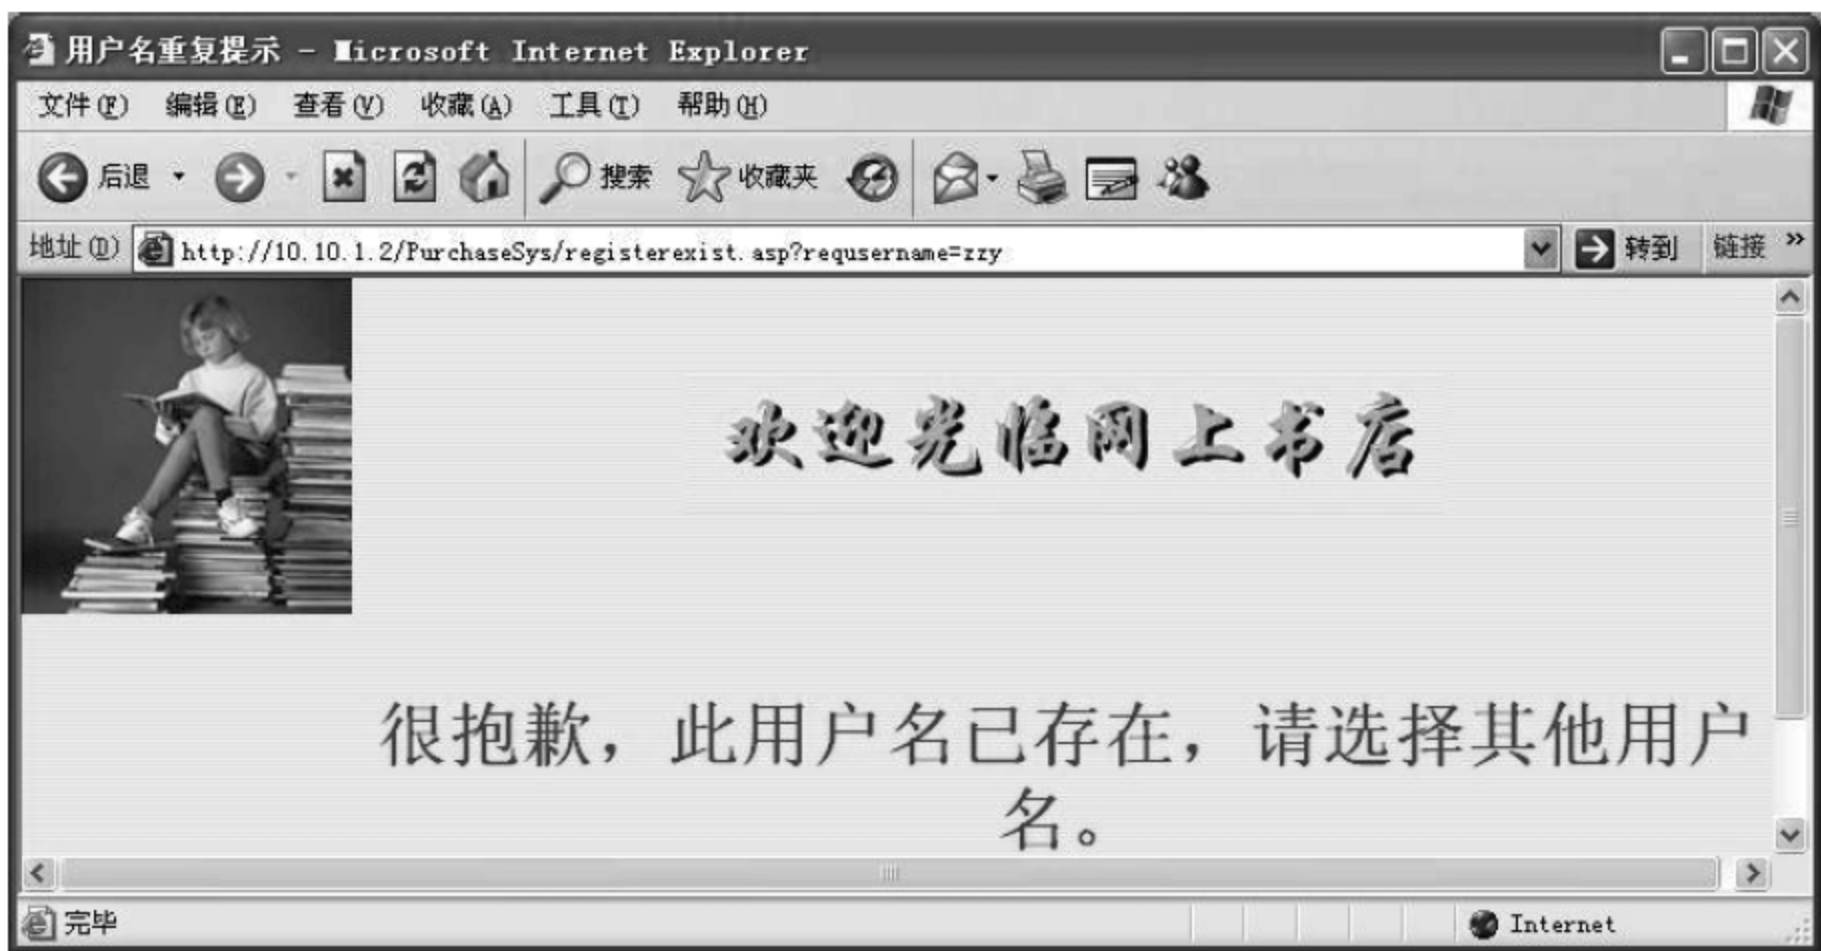 用户名重复提示 - Microsoft Internet Explorer
文件(F) 编辑(E) 查看(V) 收藏(A) 工具(T) 帮助(H)
后退 搜索 收藏夹
地址(D) http://10.10.1.2/PurchaseSys/registerexist.asp?requsername=zzy 转到 链接 »
欢迎光临网上书店
很抱歉，此用户名已存在，请选择其他用户
名。
完毕 Internet